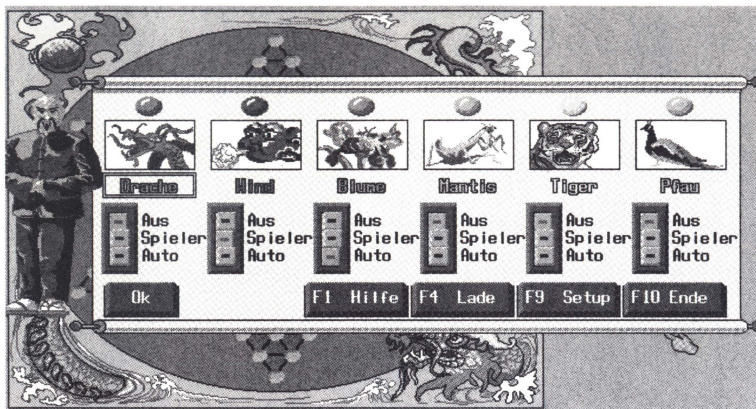 Drache Wind Blume Mantis Tiger Pfau
Aus Aus Aus Aus Aus Aus
Spieler Spieler Spieler Spieler Spieler Spieler
Auto Auto Auto Auto Auto Auto
Ok F1 Hilfe F4 Lade F9 Setup F10 Ende